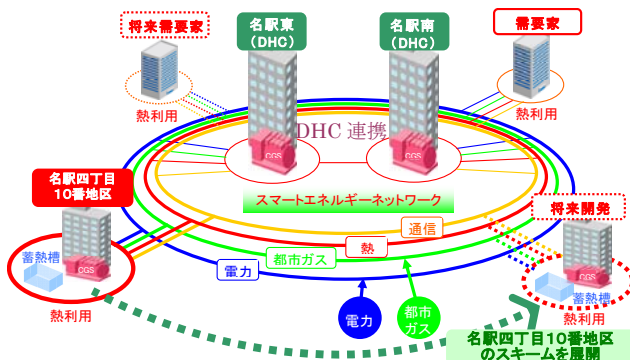 将来需要家
名駅東
（DHC）
名駅南
（DHC）
需要家
熱利用
熱利用
DHC 連携
CGS
CGS
スマートエネルギーネットワーク
名駅四丁目
10番地区
将来開発
通信
熱
都市ガス
電力
蓄熱槽
CGS
熱利用
CGS
蓄熱槽
熱利用
電力
都市
ガス
名駅四丁目10番地区
のスキームを展開